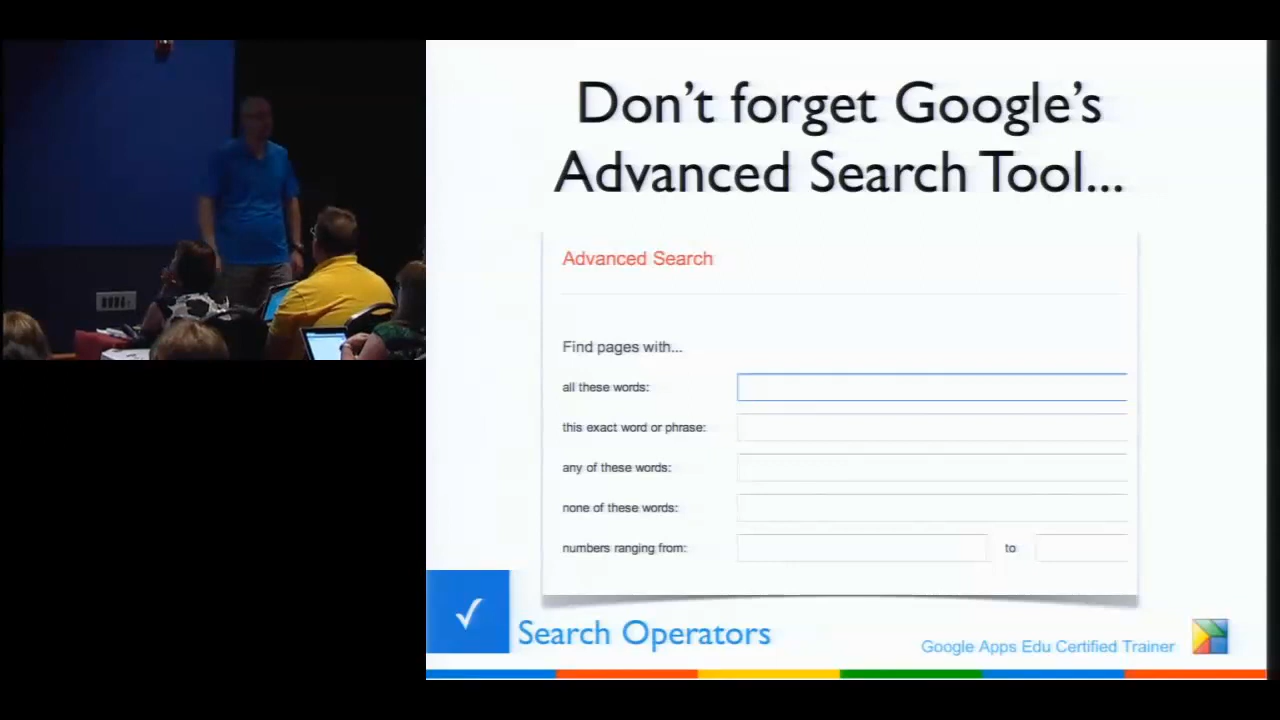 Don't forget Google's
Advanced Search Tool...
Advanced Search
Find pages with...
all these words:
this exact word or phrase:
any of these words:
none of these words:
numbers ranging from:
to
Search Operators
Google Apps Edu Certified Trainer